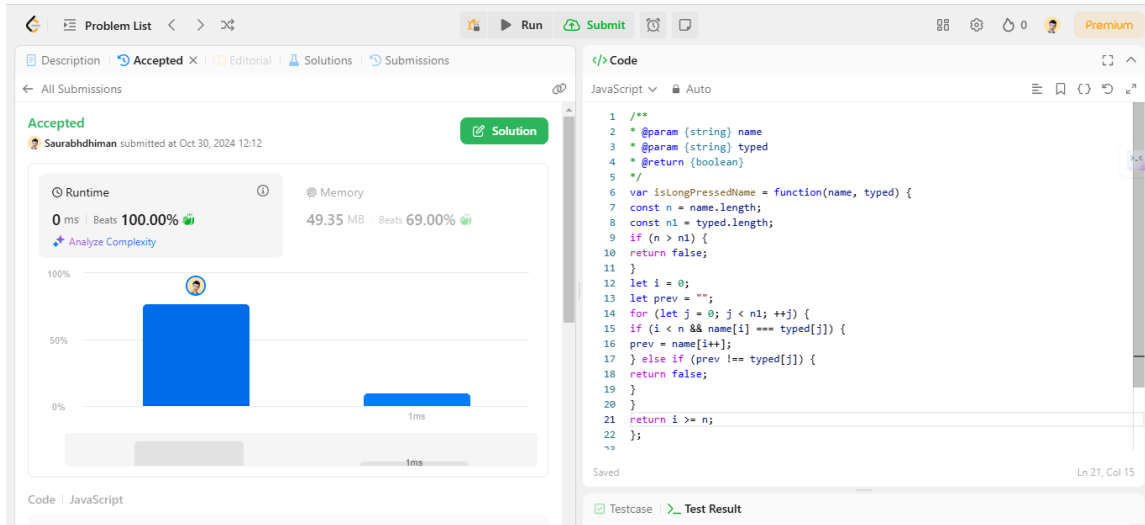 Problem List
Run
Submit
0
Premium
Description
Accepted
Editorial
Solutions
Submissions
All Submissions
Accepted
Saurabhdhiman submitted at Oct 30, 2024 12:12
Solution
Runtime
0 ms | Beats 100.00%
Analyze Complexity
Memory
49.35 MB | Beats 69.00%
100%
50%
0%
1ms
1ms
Code | JavaScript
Code
JavaScript
Auto
1 /**
2 * @param {string} name
3 * @param {string} typed
4 * @return {boolean}
5 */
6 var isLongPressedName = function(name, typed) {
7 const n = name.length;
8 const n1 = typed.length;
9 if (n > n1) {
10 return false;
11 }
12 let i = 0;
13 let prev = "";
14 for (let j = 0; j < n1; ++j) {
15 if (i < n && name[i] === typed[j]) {
16 prev = name[i++];
17 } else if (prev !== typed[j]) {
18 return false;
19 }
20 }
21 return i >= n;
22 };
23
Saved
Ln 21, Col 15
Testcase
Test Result